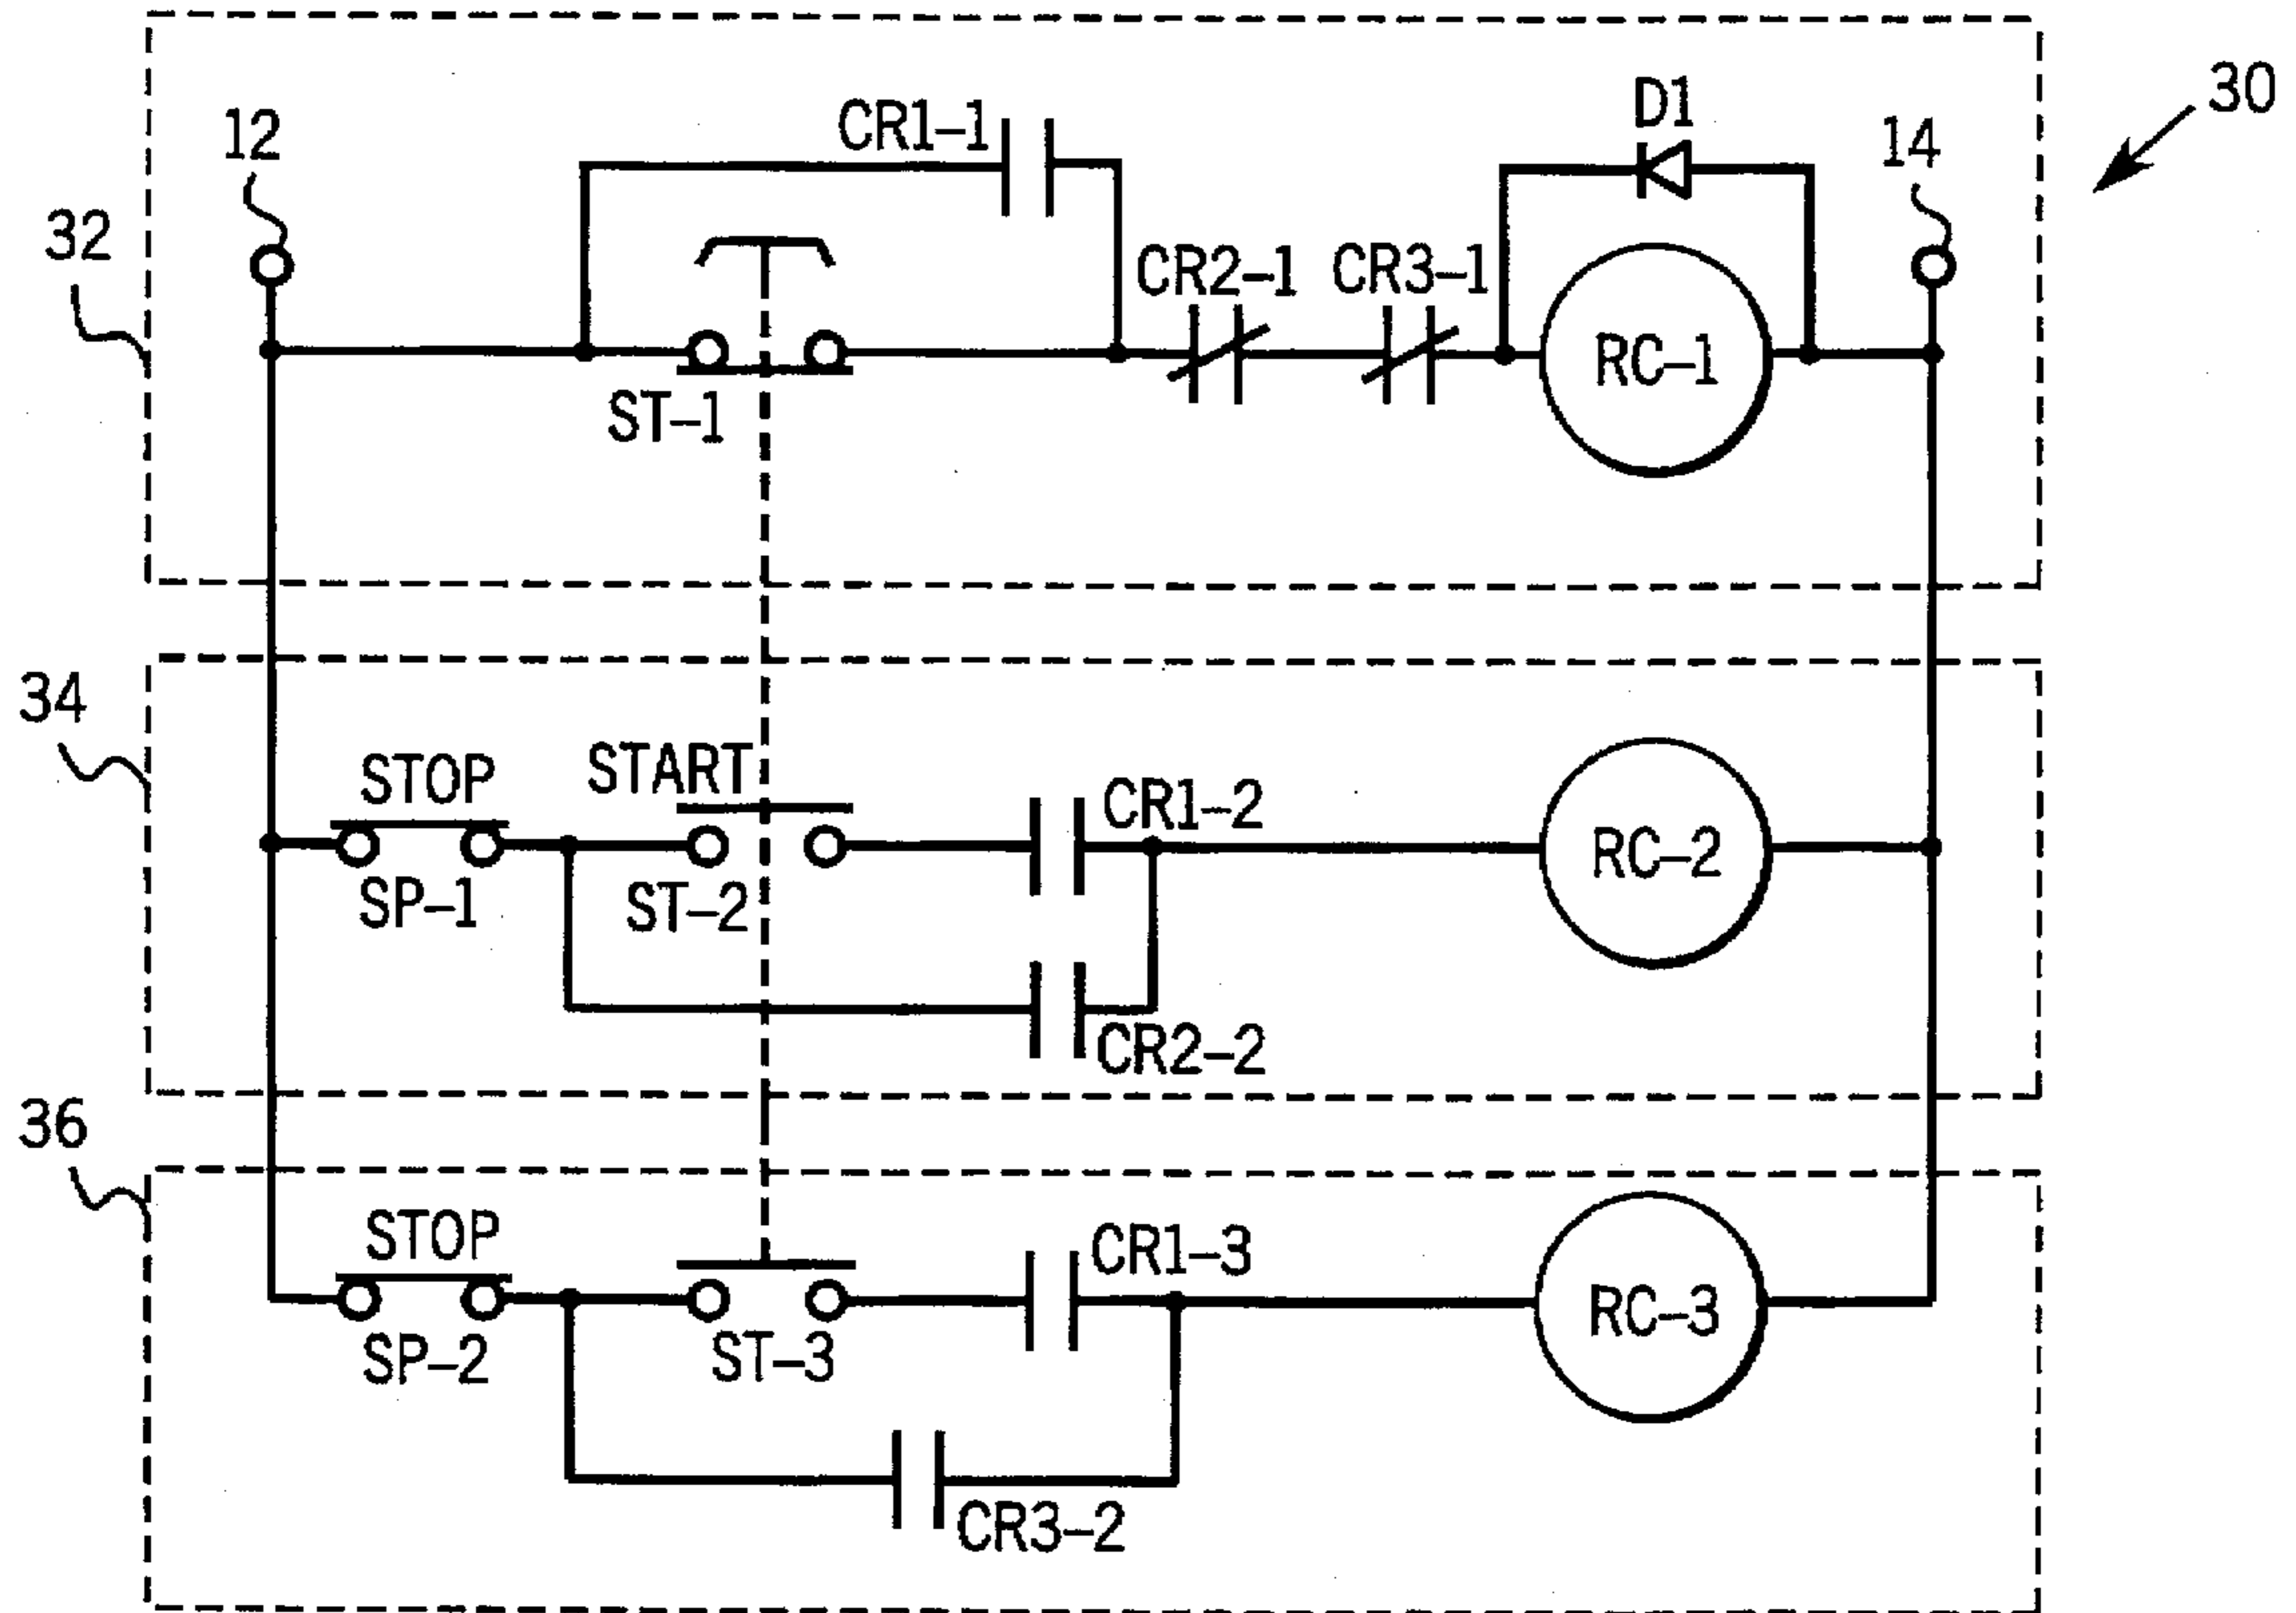 30
12
CR1-1
D1
14
32
CR2-1
CR3-1
RC-1
ST-1
34
STOP
START
CR1-2
RC-2
SP-1
ST-2
CR2-2
36
STOP
CR1-3
RC-3
SP-2
ST-3
CR3-2